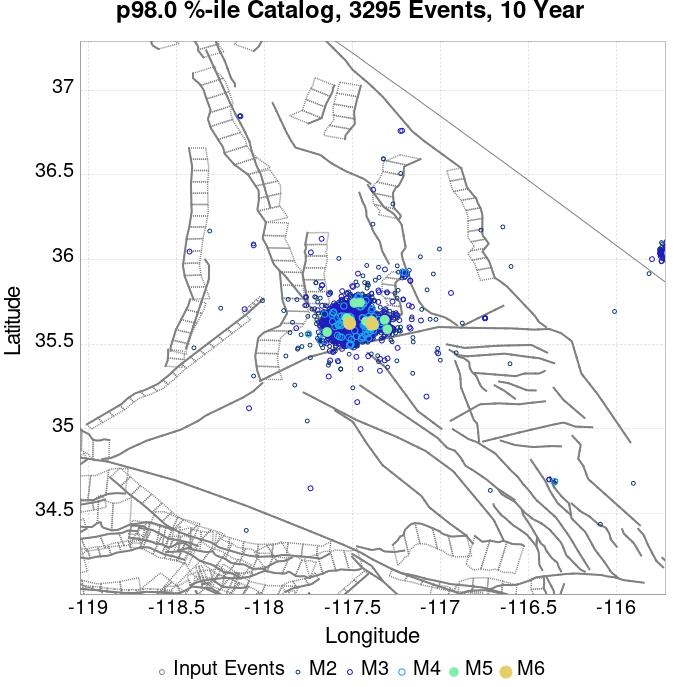 p98.0 %-ile Catalog, 3295 Events, 10 Year
37
36.5
36
35.5
35
34.5
Latitude
-119 -118.5 -118 -117.5 -117 -116.5 -116
Longitude
Input Events M2 M3 M4 M5 M6